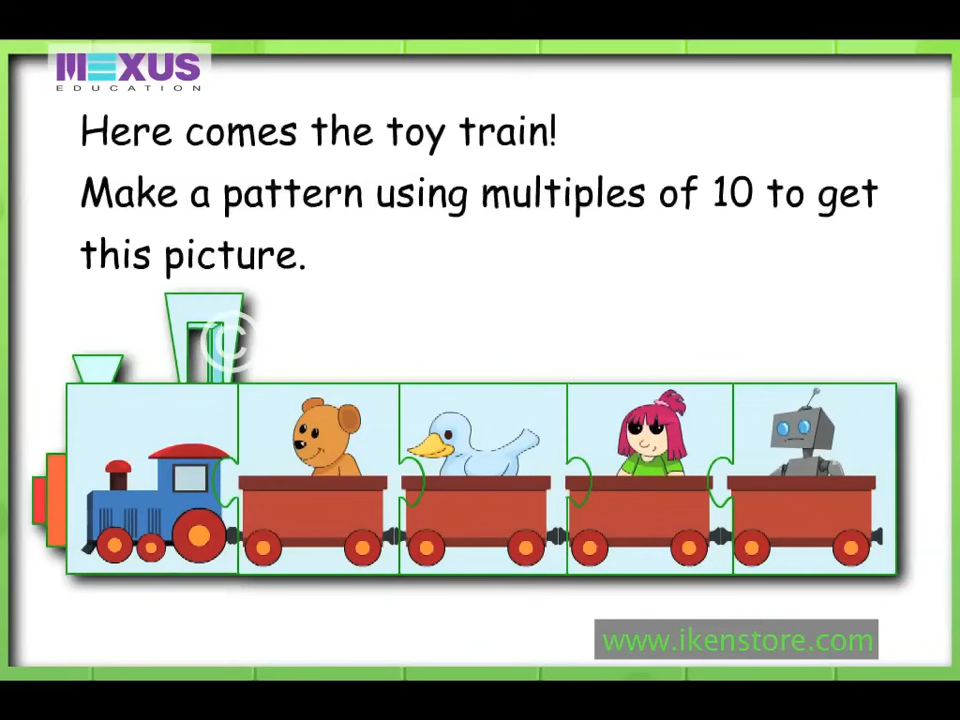 MEXUS
EDUCATION
Here comes the toy train!
Make a pattern using multiples of 10 to get
this picture.
©
www.ikenstore.com